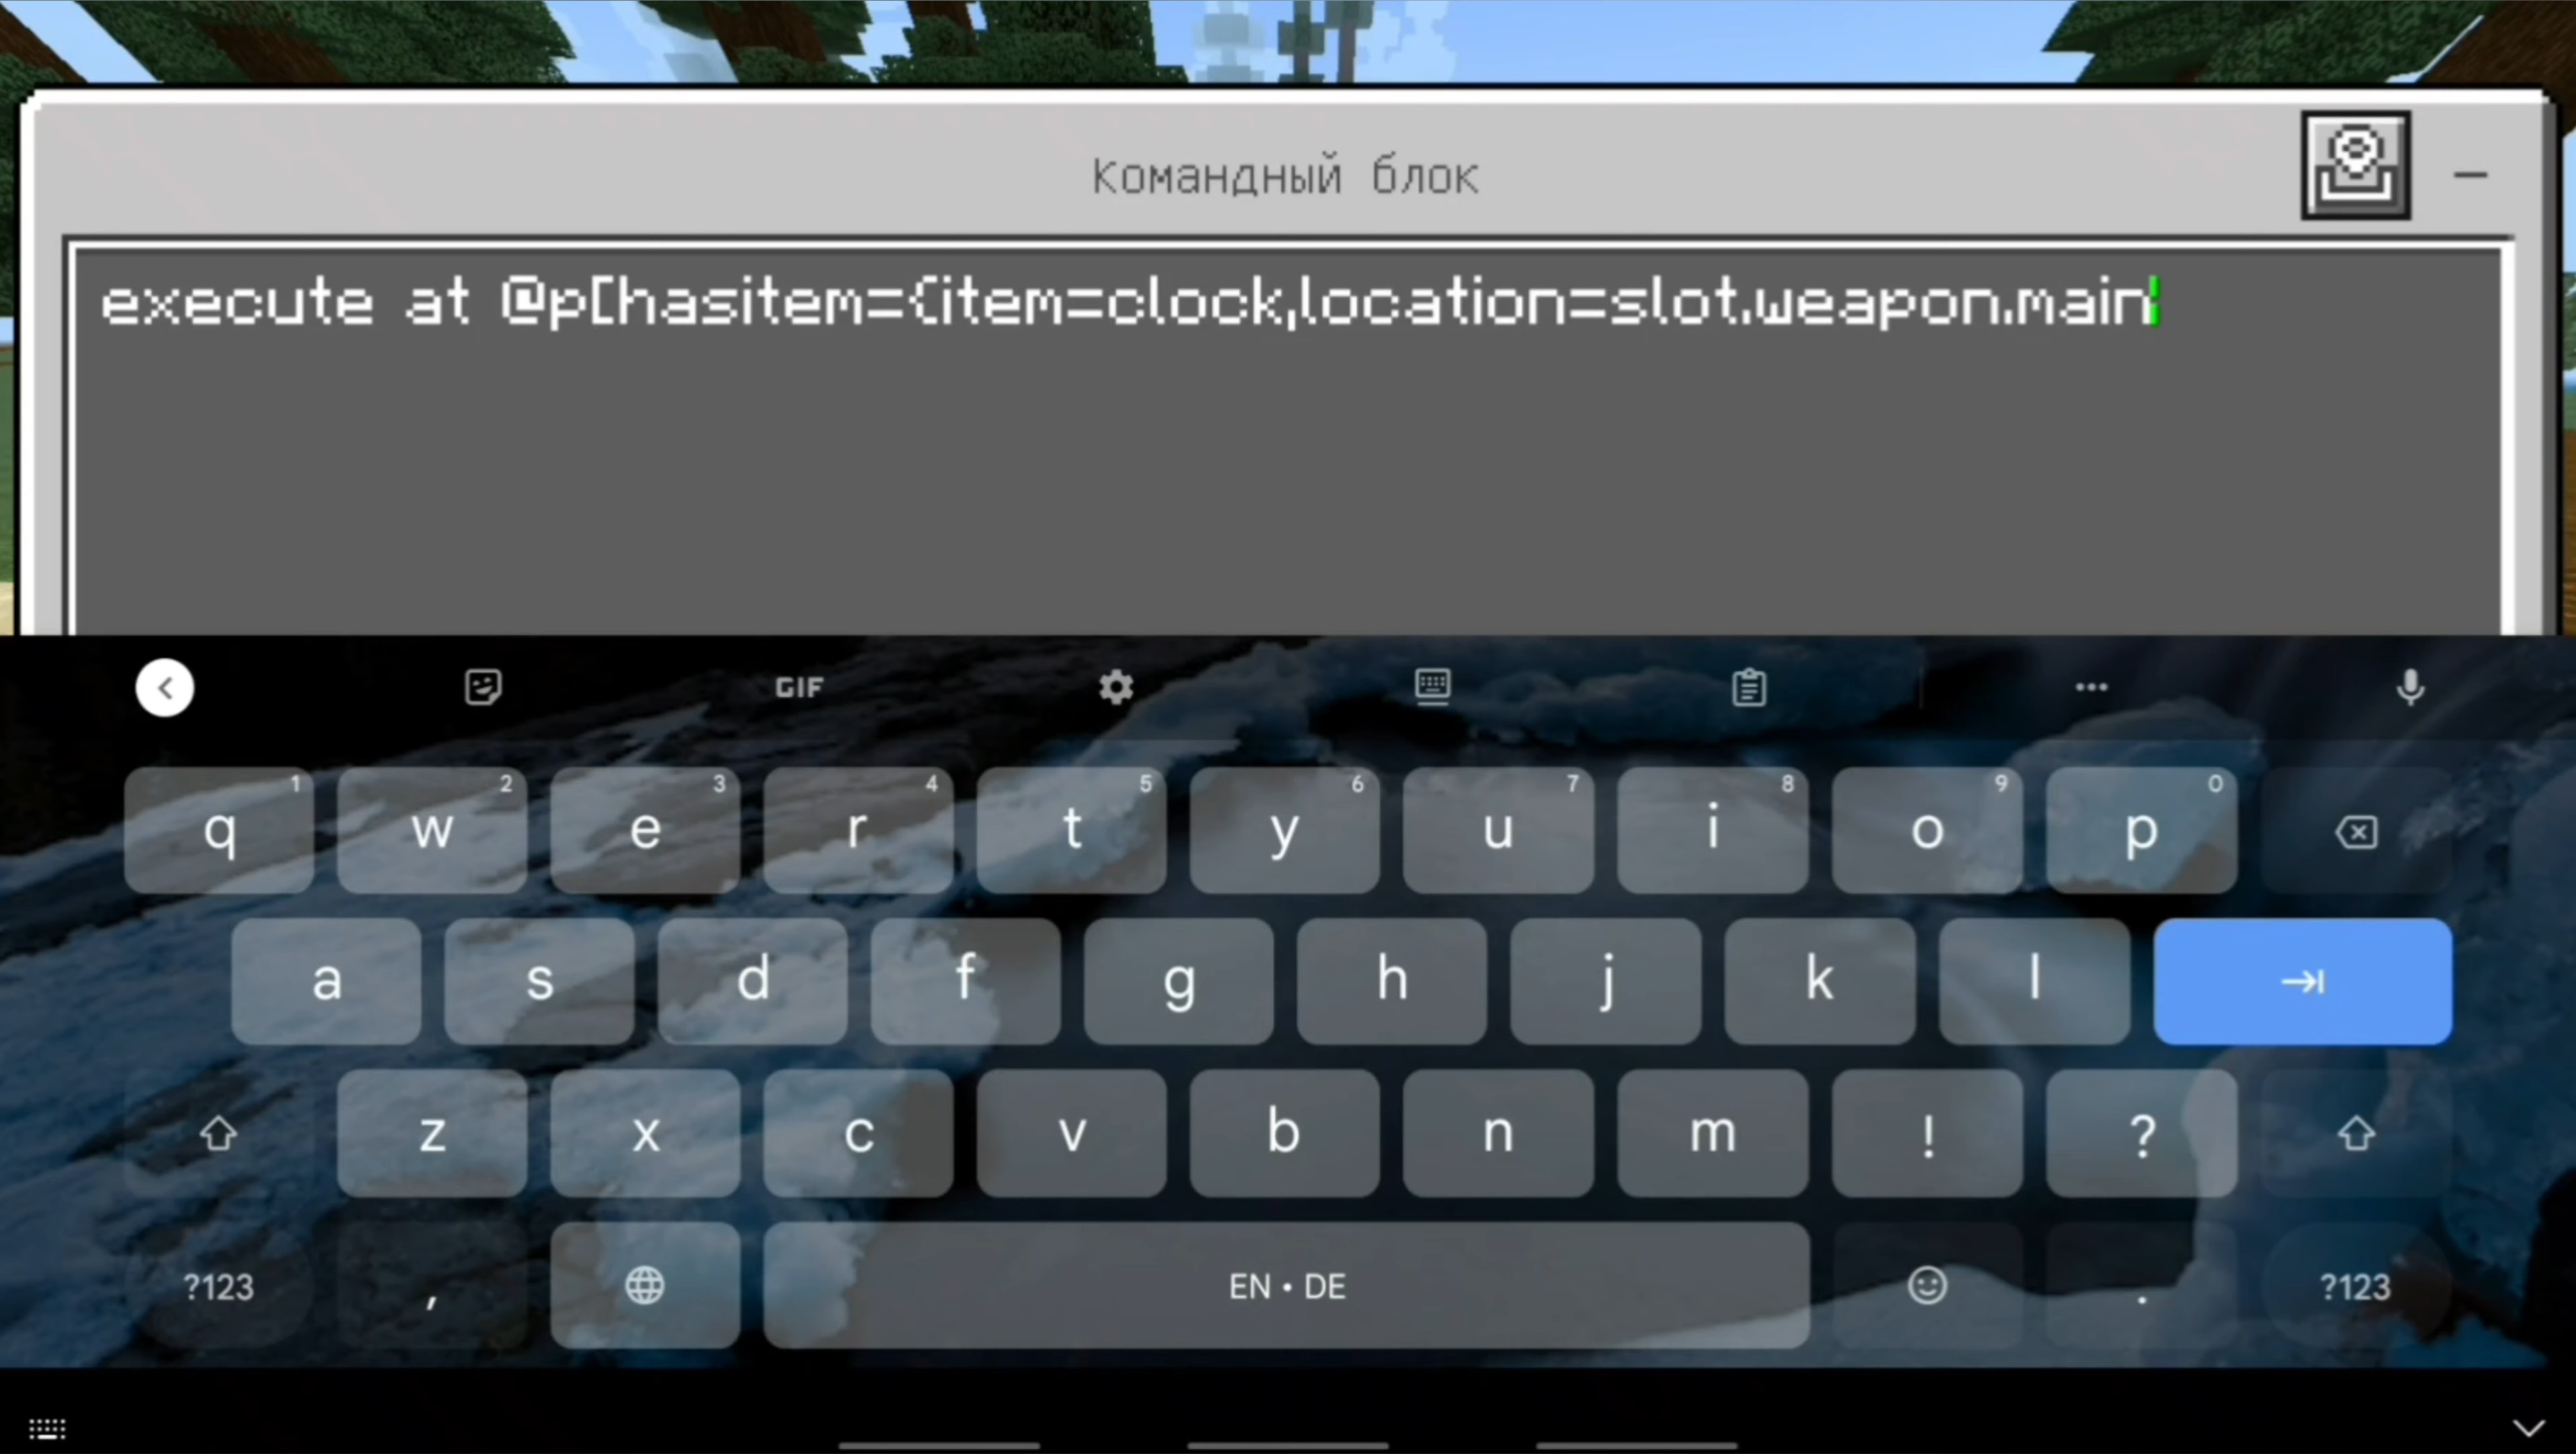 Командный блок
execute at @p[hasitem={item=clock,location=slot.weapon.main
GIF
q 1 w 2 e 3 r 4 t 5 y 6 u 7 i 8 o 9 p 0
a s d f g h j k l
z x c v b n m ! ?
?123 , EN • DE . ?123